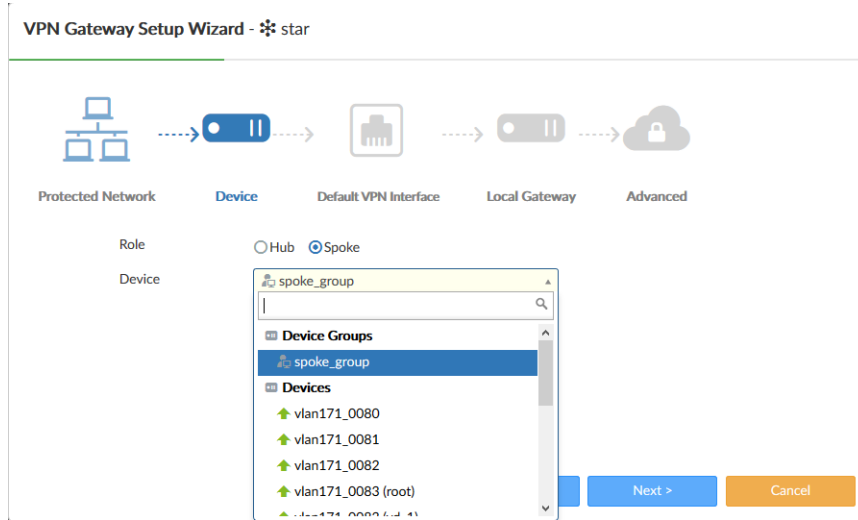 VPN Gateway Setup Wizard - star
Protected Network Device Default VPN Interface Local Gateway Advanced
Role Hub Spoke
Device spoke_group
Device Groups
spoke_group
Devices
vlan171_0080
vlan171_0081
vlan171_0082
vlan171_0083 (root)
Next > Cancel